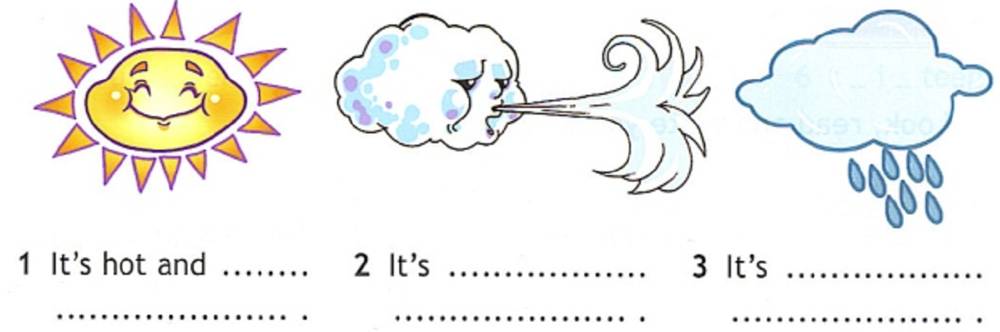 1 It's hot and ........
2 It's ..................
3 It's ..................
..................... .
..................... .
....................... .